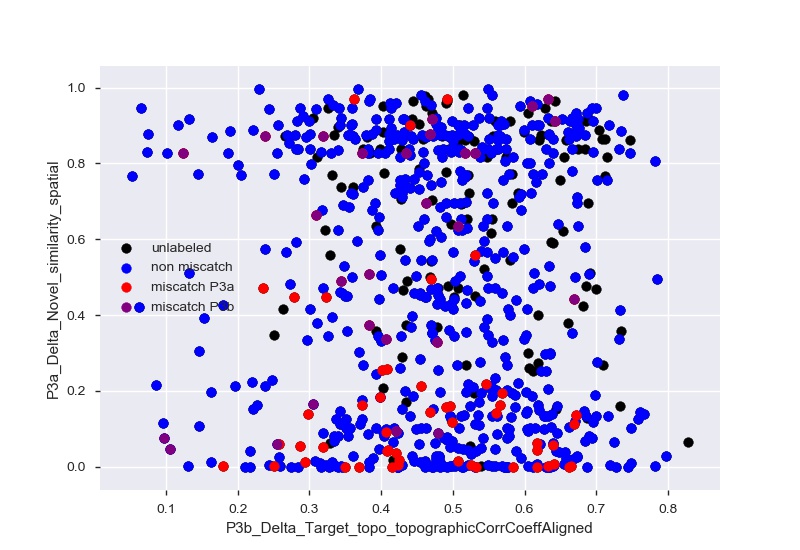 1.0
0.8
0.6
0.4
0.2
0.0
P3a_Delta_Novel_similarity_spatial
unlabeled
non miscatch
miscatch P3a
miscatch P3b
0.1 0.2 0.3 0.4 0.5 0.6 0.7 0.8
P3b_Delta_Target_topo_topographicCorrCoeffAligned